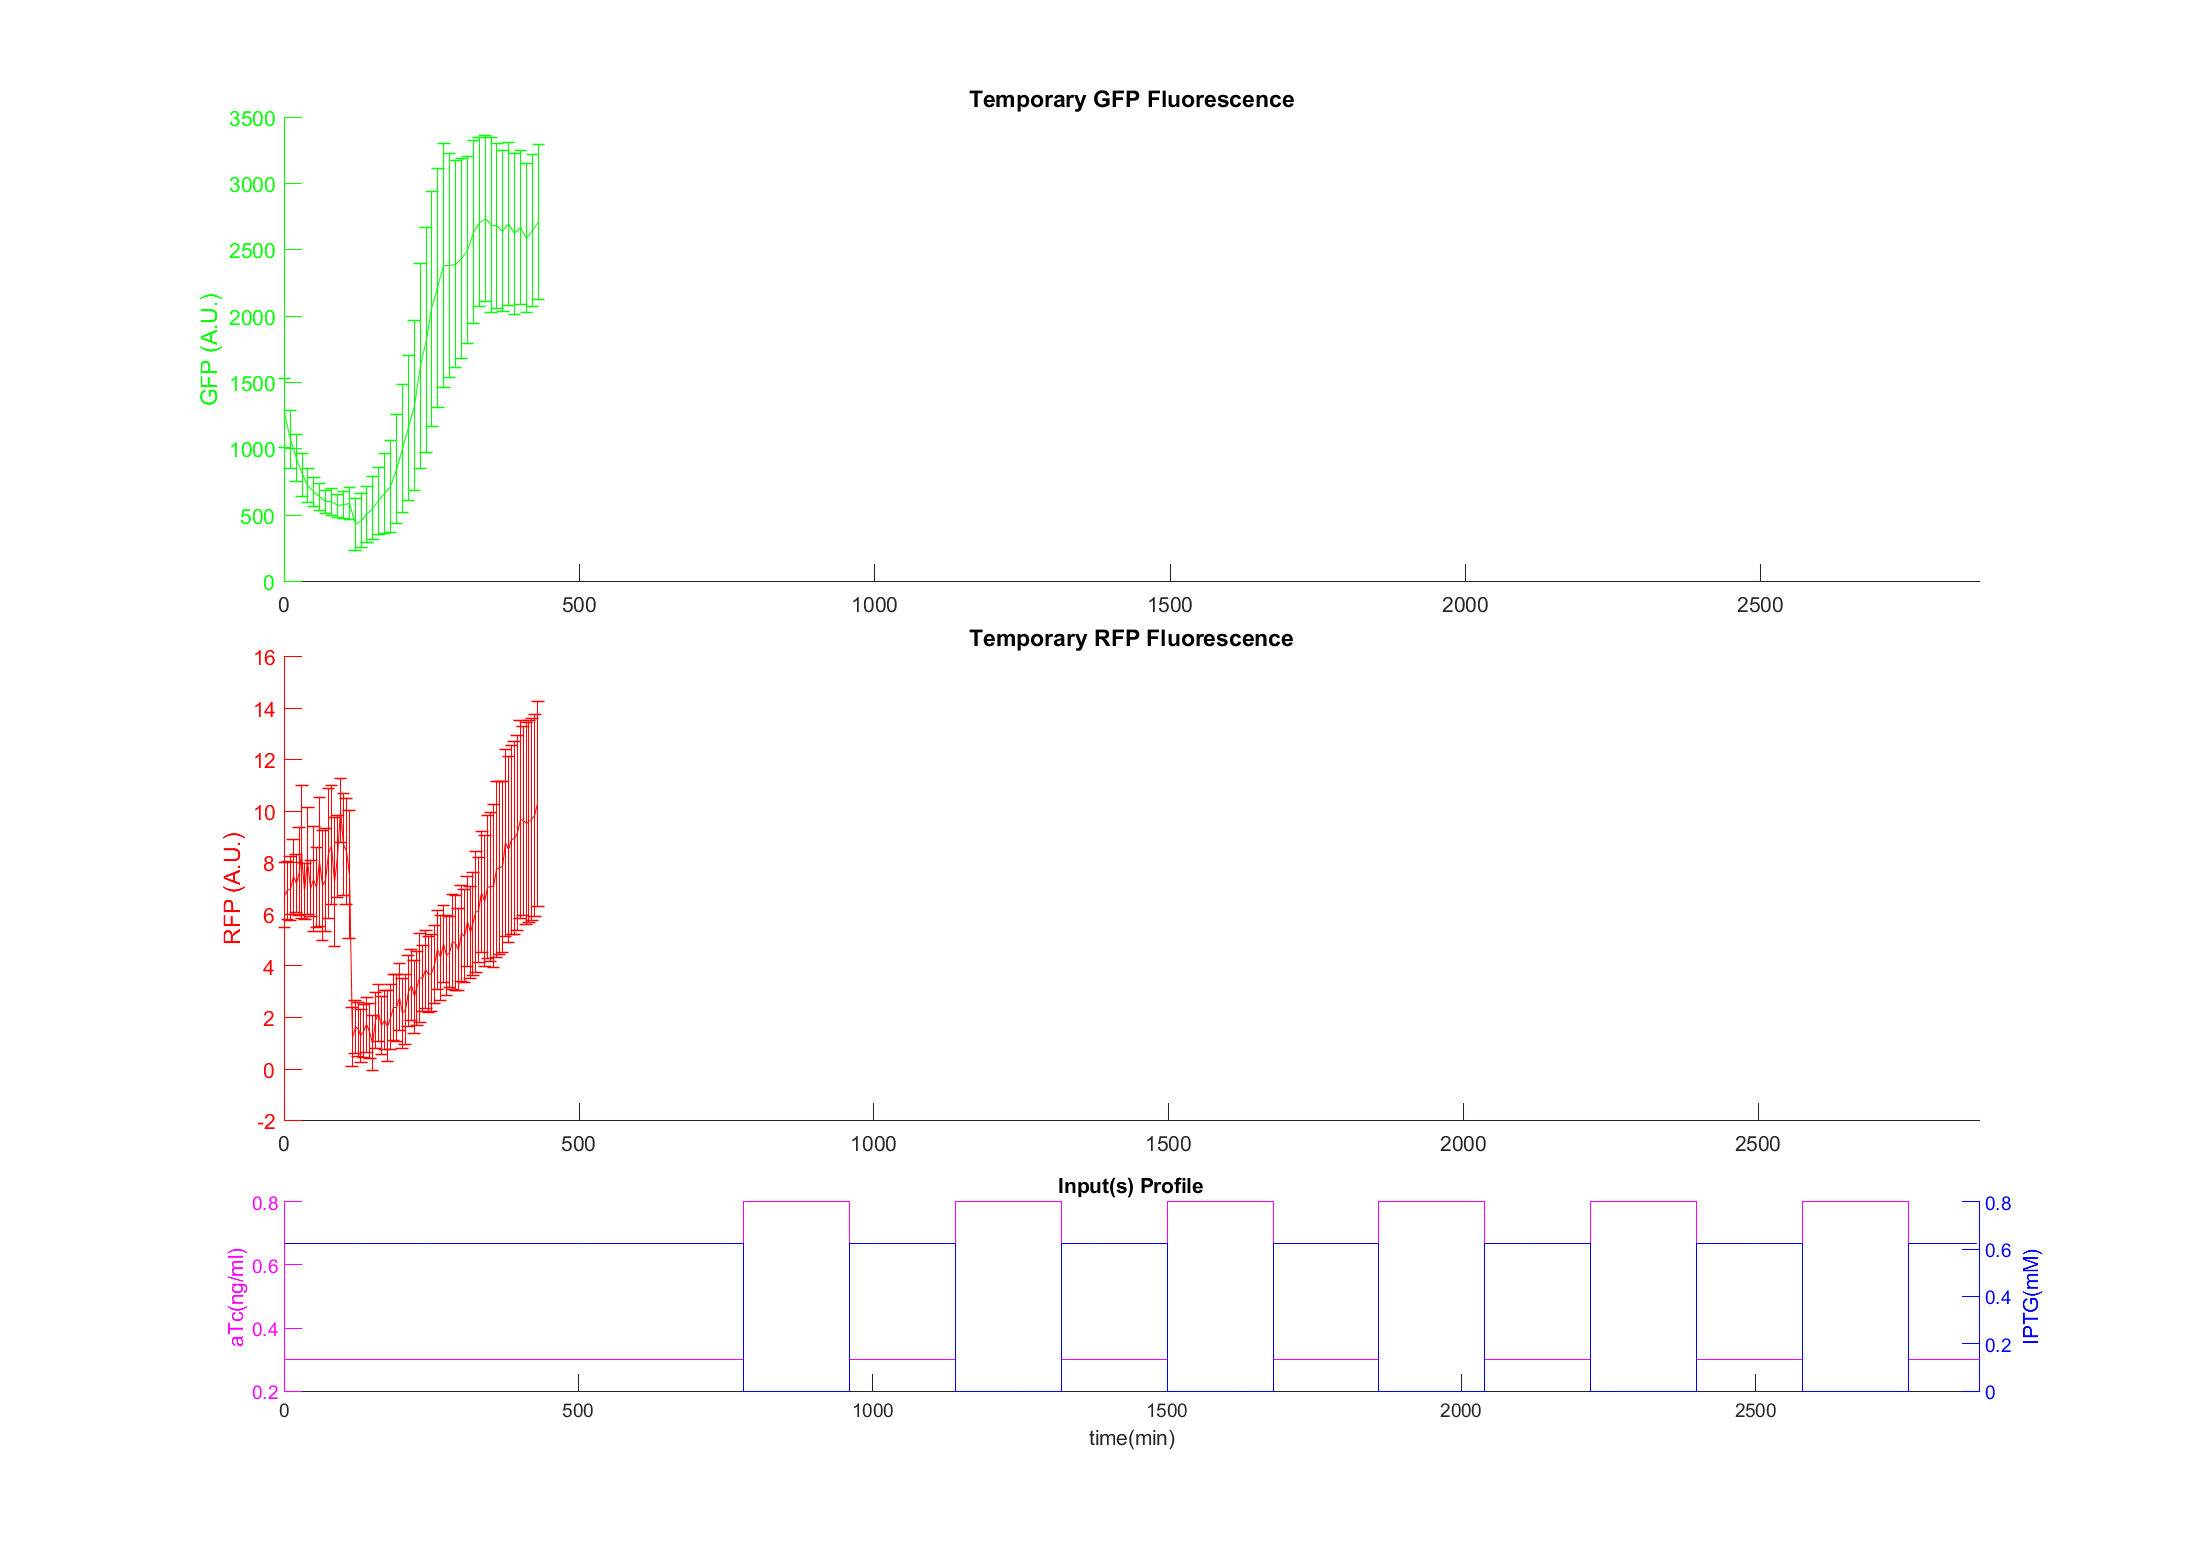 Temporary GFP Fluorescence
3500
3000
2500
2000
1500
1000
500
0
GFP (A.U.)
0 500 1000 1500 2000 2500
Temporary RFP Fluorescence
16
14
12
10
8
6
4
2
0
-2
RFP (A.U.)
0 500 1000 1500 2000 2500
Input(s) Profile
0.8
0.6
0.4
0.2
aTc(ng/ml)
0.8
0.6
0.4
0.2
0
IPTG(mM)
0 500 1000 1500 2000 2500
time(min)